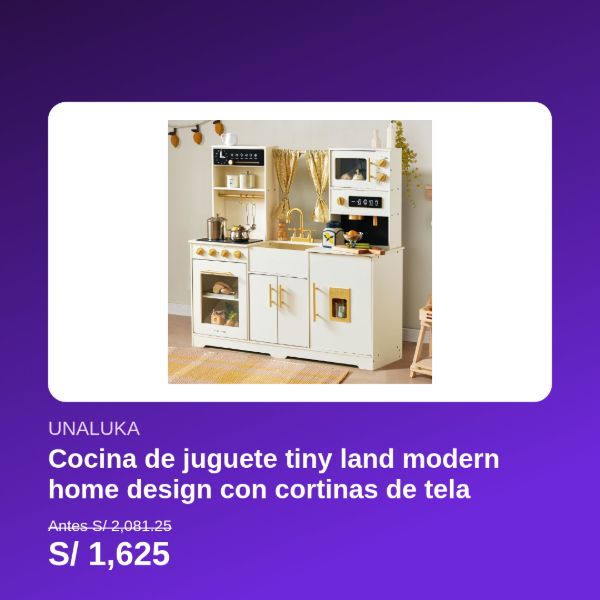 UNALUKA
Cocina de juguete tiny land modern
home design con cortinas de tela
Antes S/ 2,081.25
S/ 1,625